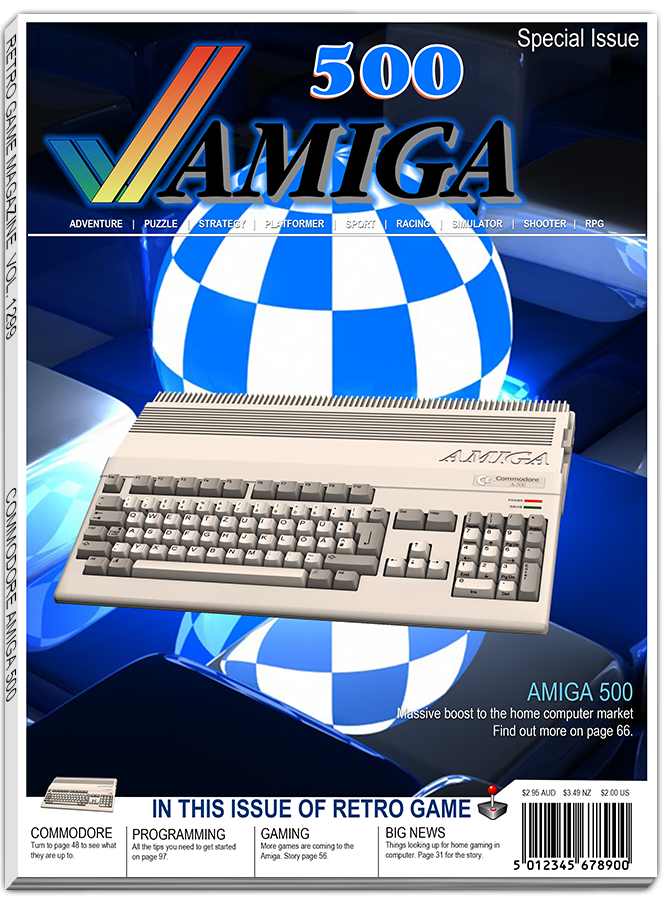 Special Issue
500
AMIGA
ADVENTURE | PUZZLE | STRATEGY | PLATFORMER | SPORT | RACING | SIMULATOR | SHOOTER | RPG
RETRO GAME MAGAZINE VOL. 1299
COMMODORE AMIGA 500
AMIGA
Commodore
A-500
POWER
DRIVE
Q W E R T Z U O P Ü
A S D F G H J K L Ö Ä
Y X C V B N M
AMIGA 500
Massive boost to the home computer market
Find out more on page 66.
IN THIS ISSUE OF RETRO GAME
COMMODORE
Turn to page 48 to see what
they are up to.
PROGRAMMING
All the tips you need to get started
on page 97.
GAMING
More games are coming to the
Amiga. Story page 56.
BIG NEWS
Things looking up for home gaming in
computer. Page 31 for the story.
$2.95 AUD $3.49 NZ $2.00 US
5 012345 678900